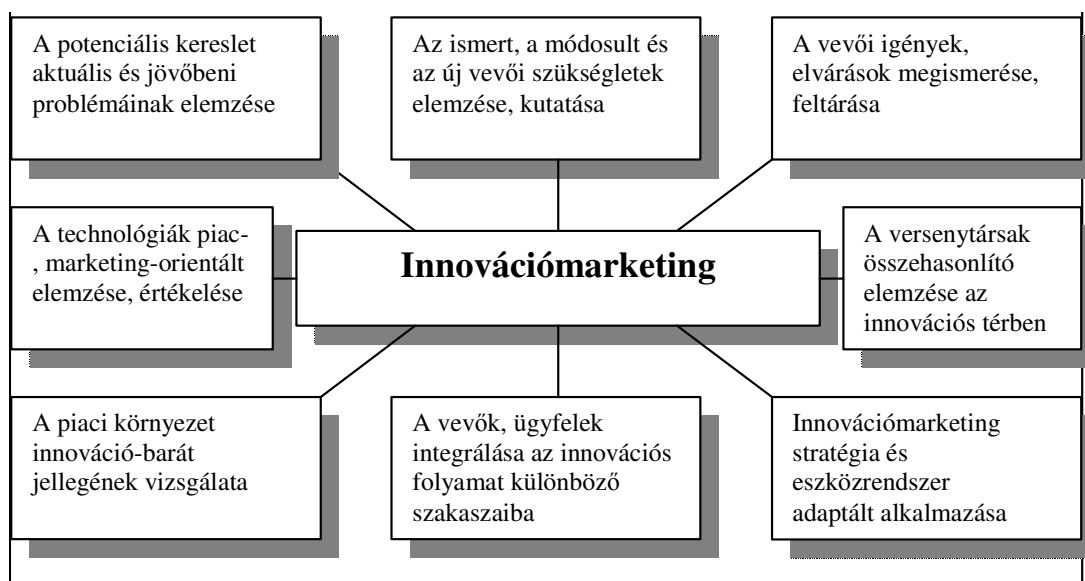 A potenciális kereslet
aktuális és jövőbeni
problémáinak elemzése
Az ismert, a módosult és
az új vevői szükségletek
elemzése, kutatása
A vevői igények,
elvárások megismerése,
feltárása
A technológiák piac-
, marketing-orientált
elemzése, értékelése
Innovációmarketing
A versenytársak
összehasonlító
elemzése az
innovációs térben
A piaci környezet
innováció-barát
jellegének vizsgálata
A vevők, ügyfelek
integrálása az innovációs
folyamat különböző
szakaszaiba
Innovációmarketing
stratégia és
eszközrendszer
adaptált alkalmazása